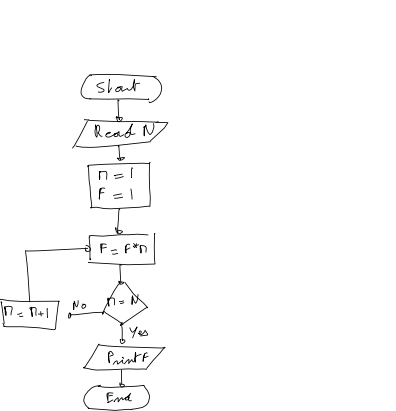 Start
Read N
n = 1
F = 1
F = F*n
n = N
No
n = n+1
Yes
Print F
End